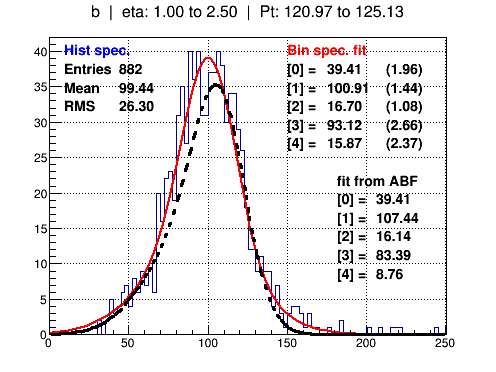 b | eta: 1.00 to 2.50 | Pt: 120.97 to 125.13
Hist spec.
Entries 882
Mean 99.44
RMS 26.30
Bin spec. fit
[0] = 39.41 (1.96)
[1] = 100.91 (1.44)
[2] = 16.70 (1.08)
[3] = 93.12 (2.66)
[4] = 15.87 (2.37)
fit from ABF
[0] = 39.41
[1] = 107.44
[2] = 16.14
[3] = 83.39
[4] = 8.76
40
35
30
25
20
15
10
5
0
0 50 100 150 200 250